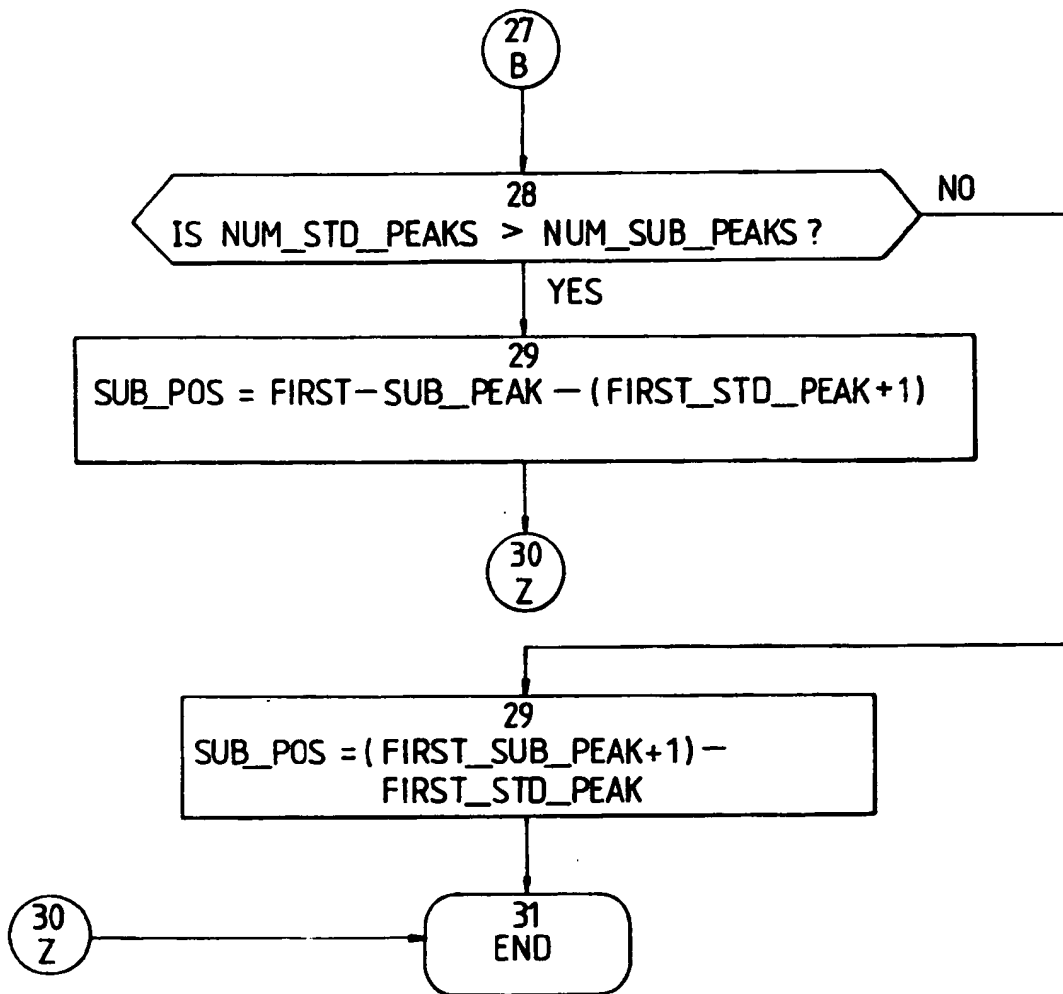 27
B
28
NO
IS NUM_STD_PEAKS > NUM_SUB_PEAKS ?
YES
29
SUB_POS = FIRST-SUB_PEAK - (FIRST_STD_PEAK+1)
30
Z
29
SUB_POS = (FIRST_SUB_PEAK+1) -
FIRST_STD_PEAK
30
Z
31
END